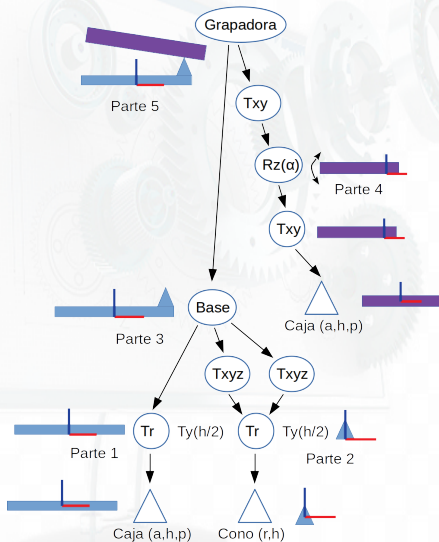 Grapadora
Txy
Parte 5
Rz(α)
Parte 4
Txy
Base
Caja (a,h,p)
Parte 3
Txyz Txyz
Tr Ty(h/2) Tr Ty(h/2)
Parte 1
Parte 2
Caja (a,h,p) Cono (r,h)